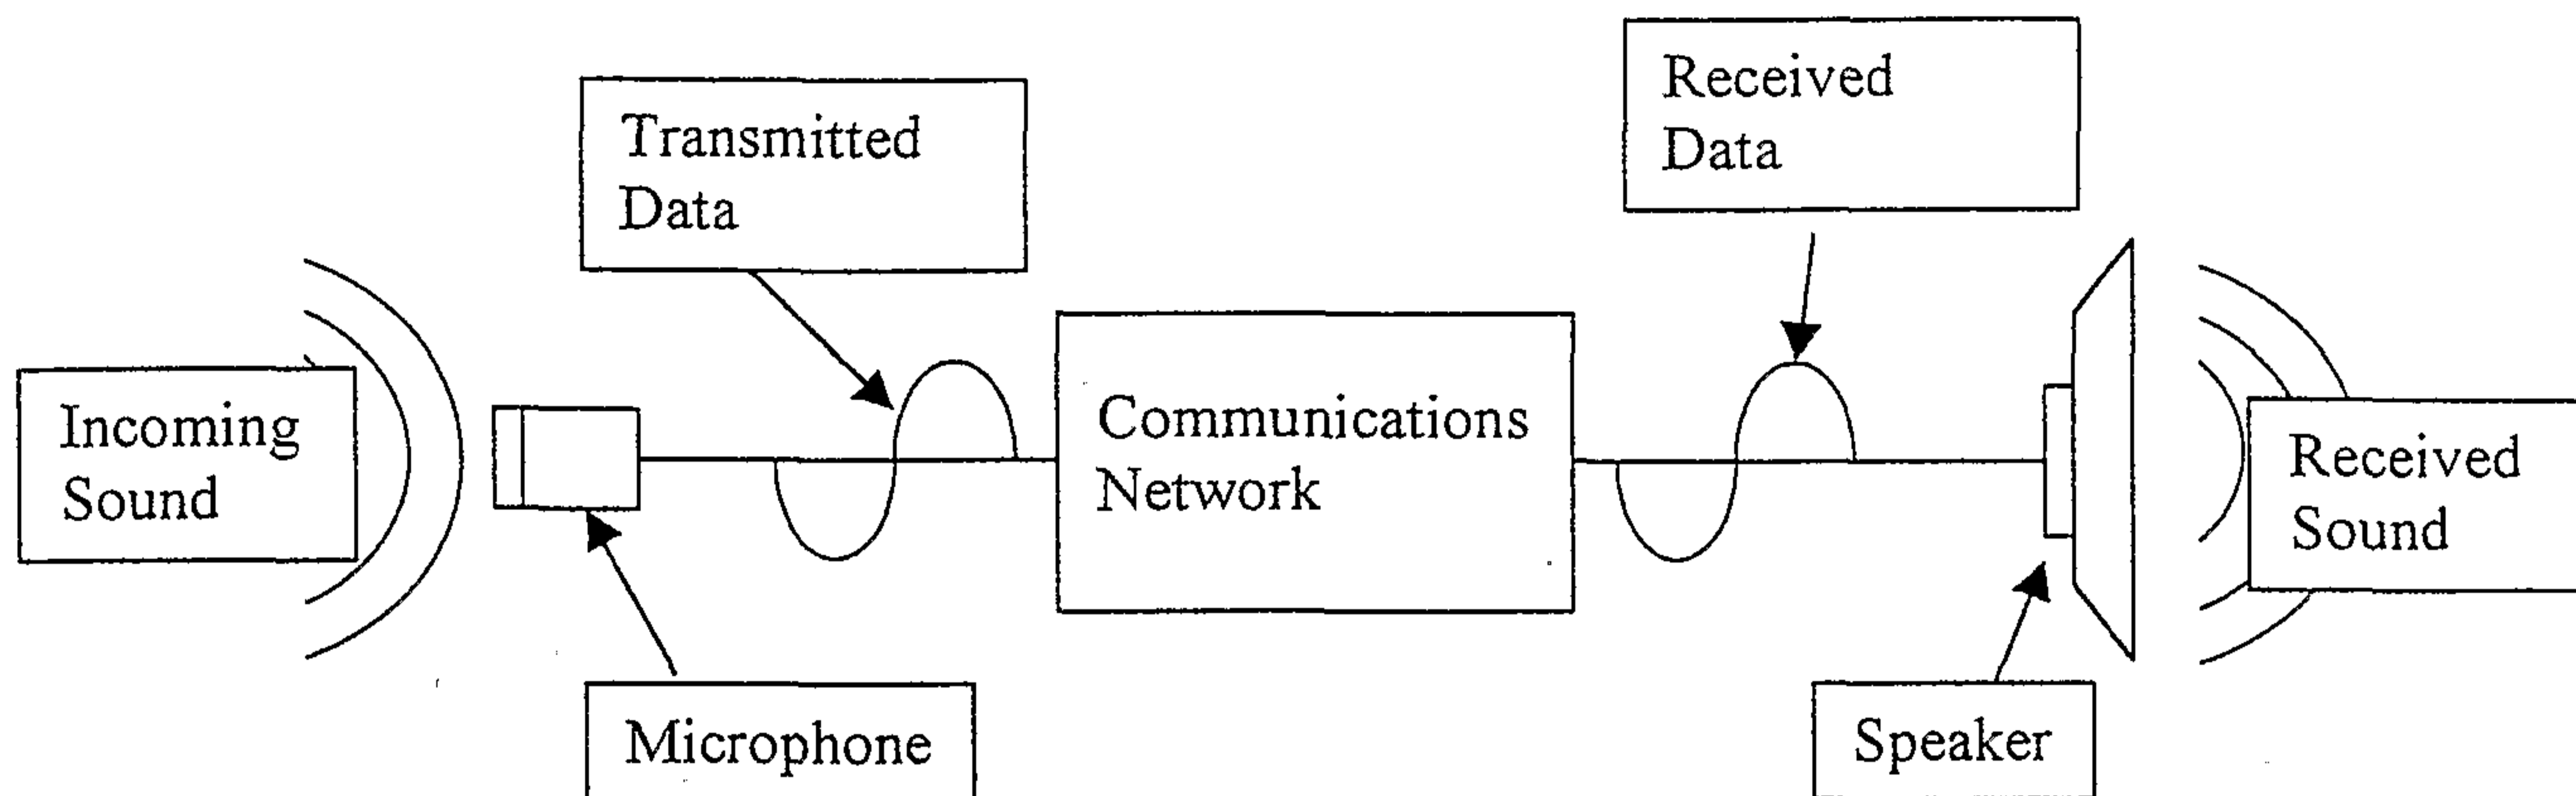 Received
Data
Transmitted
Data
Incoming
Sound
Communications
Network
Received
Sound
Microphone
Speaker